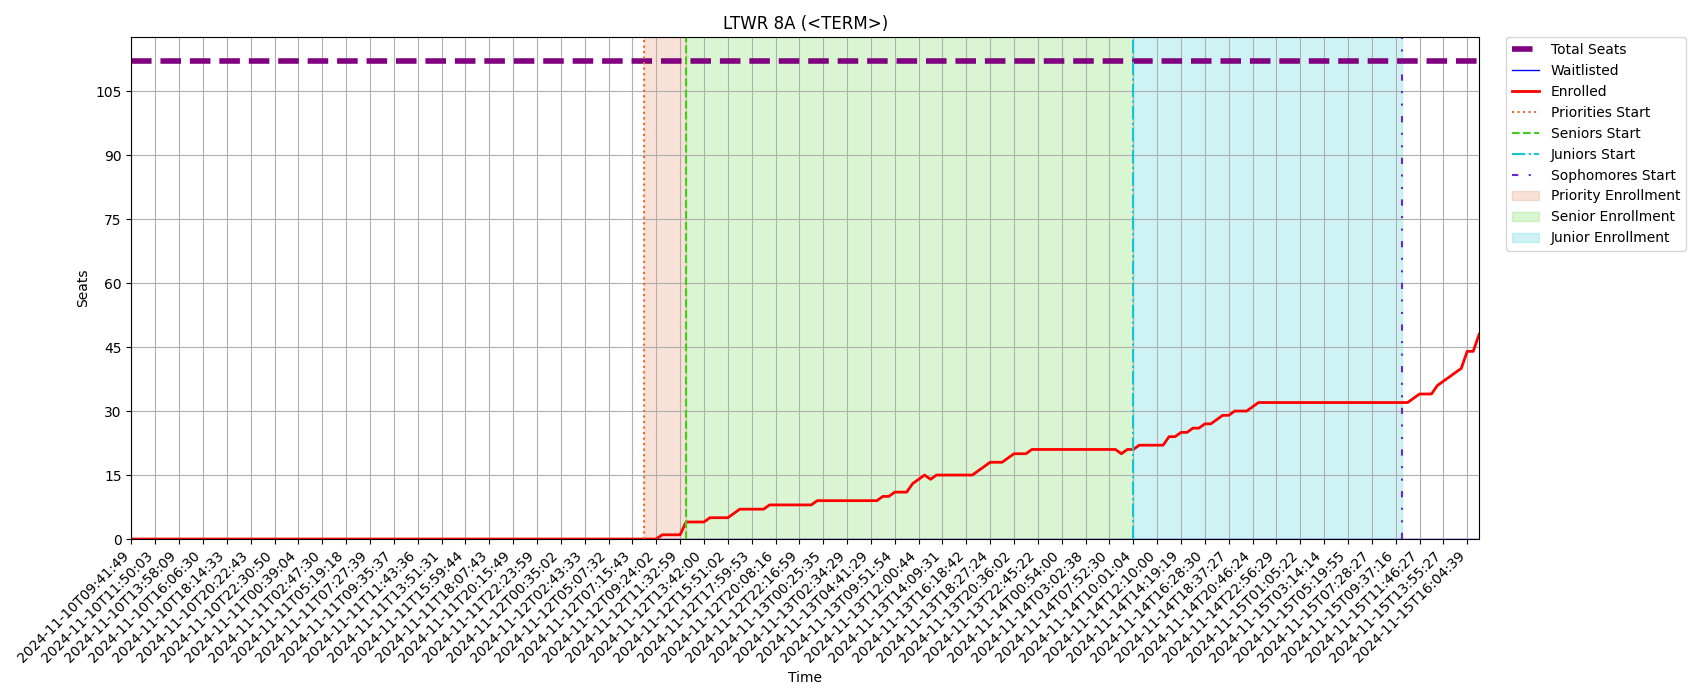 LTWR 8A (<TERM>)
Total Seats
Waitlisted
Enrolled
Priorities Start
Seniors Start
Juniors Start
Sophomores Start
Priority Enrollment
Senior Enrollment
Junior Enrollment
Seats
105
90
75
60
45
30
15
0
2024-11-10T09:41:49
2024-11-10T11:50:03
2024-11-10T13:58:09
2024-11-10T16:06:30
2024-11-10T18:14:33
2024-11-10T20:22:43
2024-11-10T22:30:50
2024-11-11T00:39:04
2024-11-11T02:47:30
2024-11-11T05:19:18
2024-11-11T07:27:39
2024-11-11T09:35:37
2024-11-11T11:43:36
2024-11-11T13:51:31
2024-11-11T15:59:44
2024-11-11T18:07:43
2024-11-11T20:15:49
2024-11-11T22:23:59
2024-11-12T00:35:02
2024-11-12T02:43:33
2024-11-12T05:07:32
2024-11-12T07:15:43
2024-11-12T09:24:02
2024-11-12T11:32:59
2024-11-12T13:42:00
2024-11-12T15:51:02
2024-11-12T17:59:53
2024-11-12T20:08:16
2024-11-12T22:16:59
2024-11-13T00:25:35
2024-11-13T02:34:29
2024-11-13T04:41:29
2024-11-13T09:51:54
2024-11-13T12:00:44
2024-11-13T14:09:31
2024-11-13T16:18:42
2024-11-13T18:27:24
2024-11-13T20:36:02
2024-11-13T22:45:22
2024-11-14T00:54:00
2024-11-14T03:02:38
2024-11-14T07:52:30
2024-11-14T10:01:04
2024-11-14T12:10:00
2024-11-14T14:19:19
2024-11-14T16:28:30
2024-11-14T18:37:27
2024-11-14T20:46:24
2024-11-14T22:56:29
2024-11-15T01:05:22
2024-11-15T03:14:14
2024-11-15T05:19:55
2024-11-15T07:28:27
2024-11-15T09:37:16
2024-11-15T11:46:27
2024-11-15T13:55:27
2024-11-15T16:04:39
Time